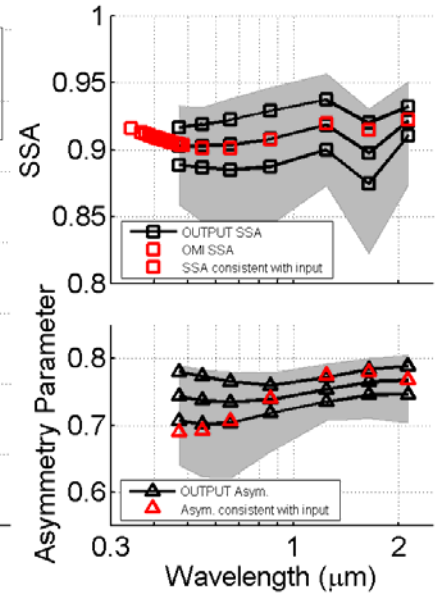 1
0.95
0.9
0.85
0.8
SSA
OUTPUT SSA
OMI SSA
SSA consistent with input
0.8
0.7
0.6
Asymmetry Parameter
OUTPUT Asym.
Asym. consistent with input
0.3
1
2
Wavelength (μm)